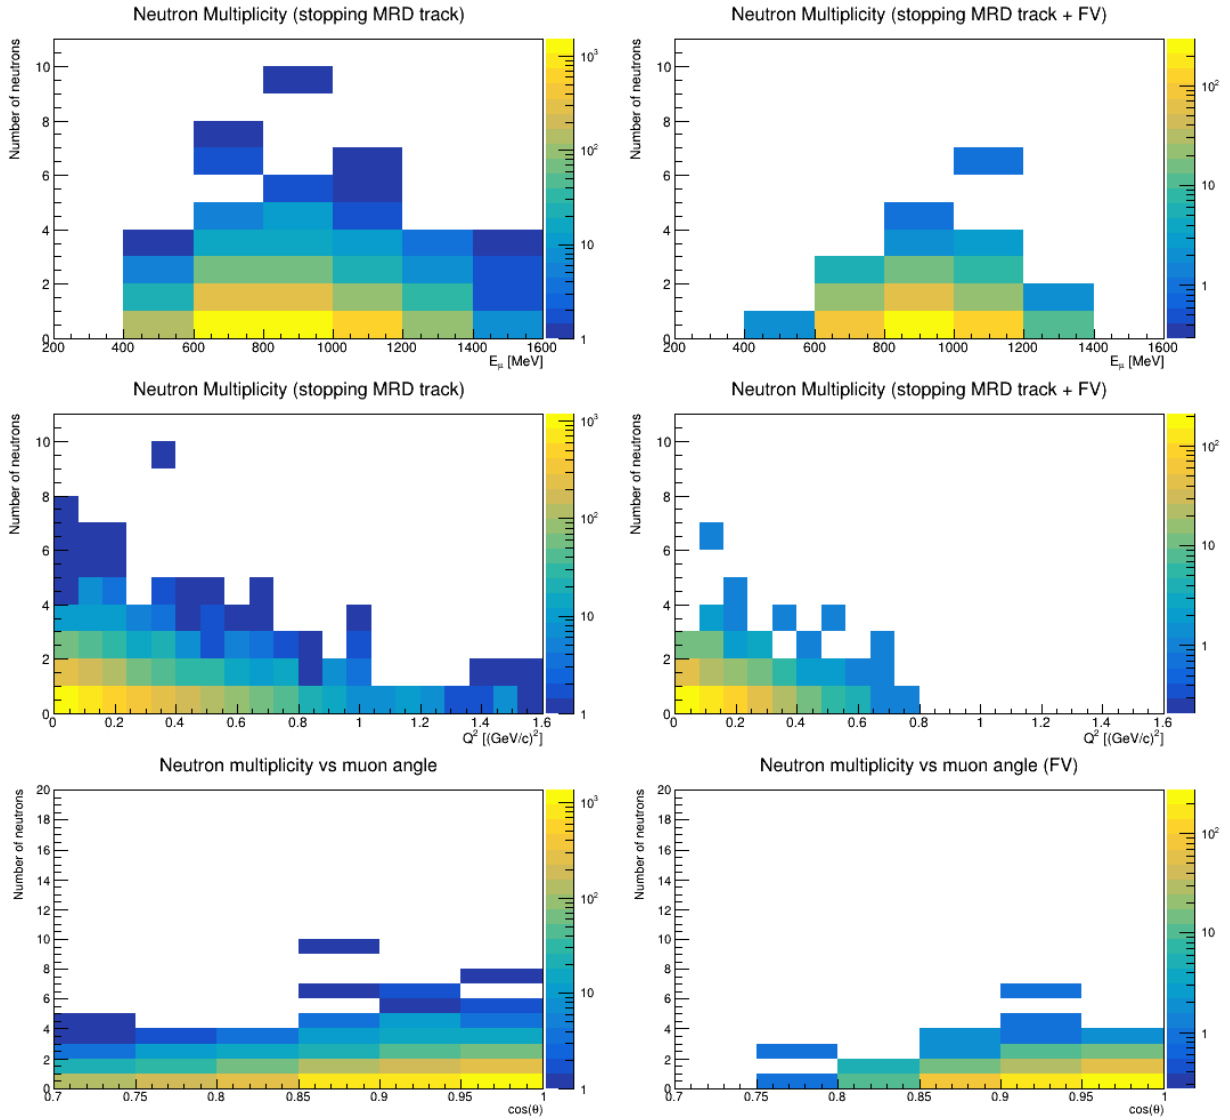 Neutron Multiplicity (stopping MRD track)
Number of neutrons
10
8
6
4
2
0
200 400 600 800 1000 1200 1400 1600
E_μ [MeV]
10³
10²
10
1
Neutron Multiplicity (stopping MRD track + FV)
Number of neutrons
10
8
6
4
2
0
200 400 600 800 1000 1200 1400 1600
E_μ [MeV]
10²
10
1
Neutron Multiplicity (stopping MRD track)
Number of neutrons
10
8
6
4
2
0
0 0.2 0.4 0.6 0.8 1 1.2 1.4 1.6
Q² [(GeV/c)²]
10³
10²
10
1
Neutron Multiplicity (stopping MRD track + FV)
Number of neutrons
10
8
6
4
2
0
0 0.2 0.4 0.6 0.8 1 1.2 1.4 1.6
Q² [(GeV/c)²]
10²
10
1
Neutron multiplicity vs muon angle
Number of neutrons
20
18
16
14
12
10
8
6
4
2
0
0.7 0.75 0.8 0.85 0.9 0.95 1
cos(θ)
10³
10²
10
1
Neutron multiplicity vs muon angle (FV)
Number of neutrons
20
18
16
14
12
10
8
6
4
2
0
0.7 0.75 0.8 0.85 0.9 0.95 1
cos(θ)
10²
10
1